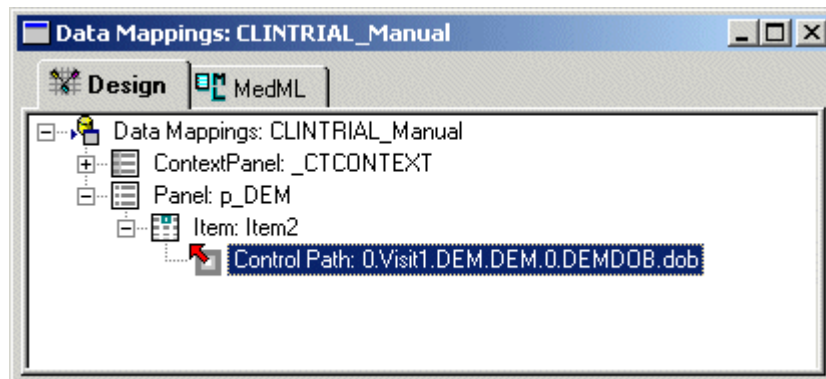 Data Mappings: CLINTRIAL_Manual
Design MedML
Data Mappings: CLINTRIAL_Manual
ContextPanel: _CTCONTEXT
Panel: p_DEM
Item: Item2
Control Path: 0.Visit1.DEM.DEM.0.DEMDOB.dob